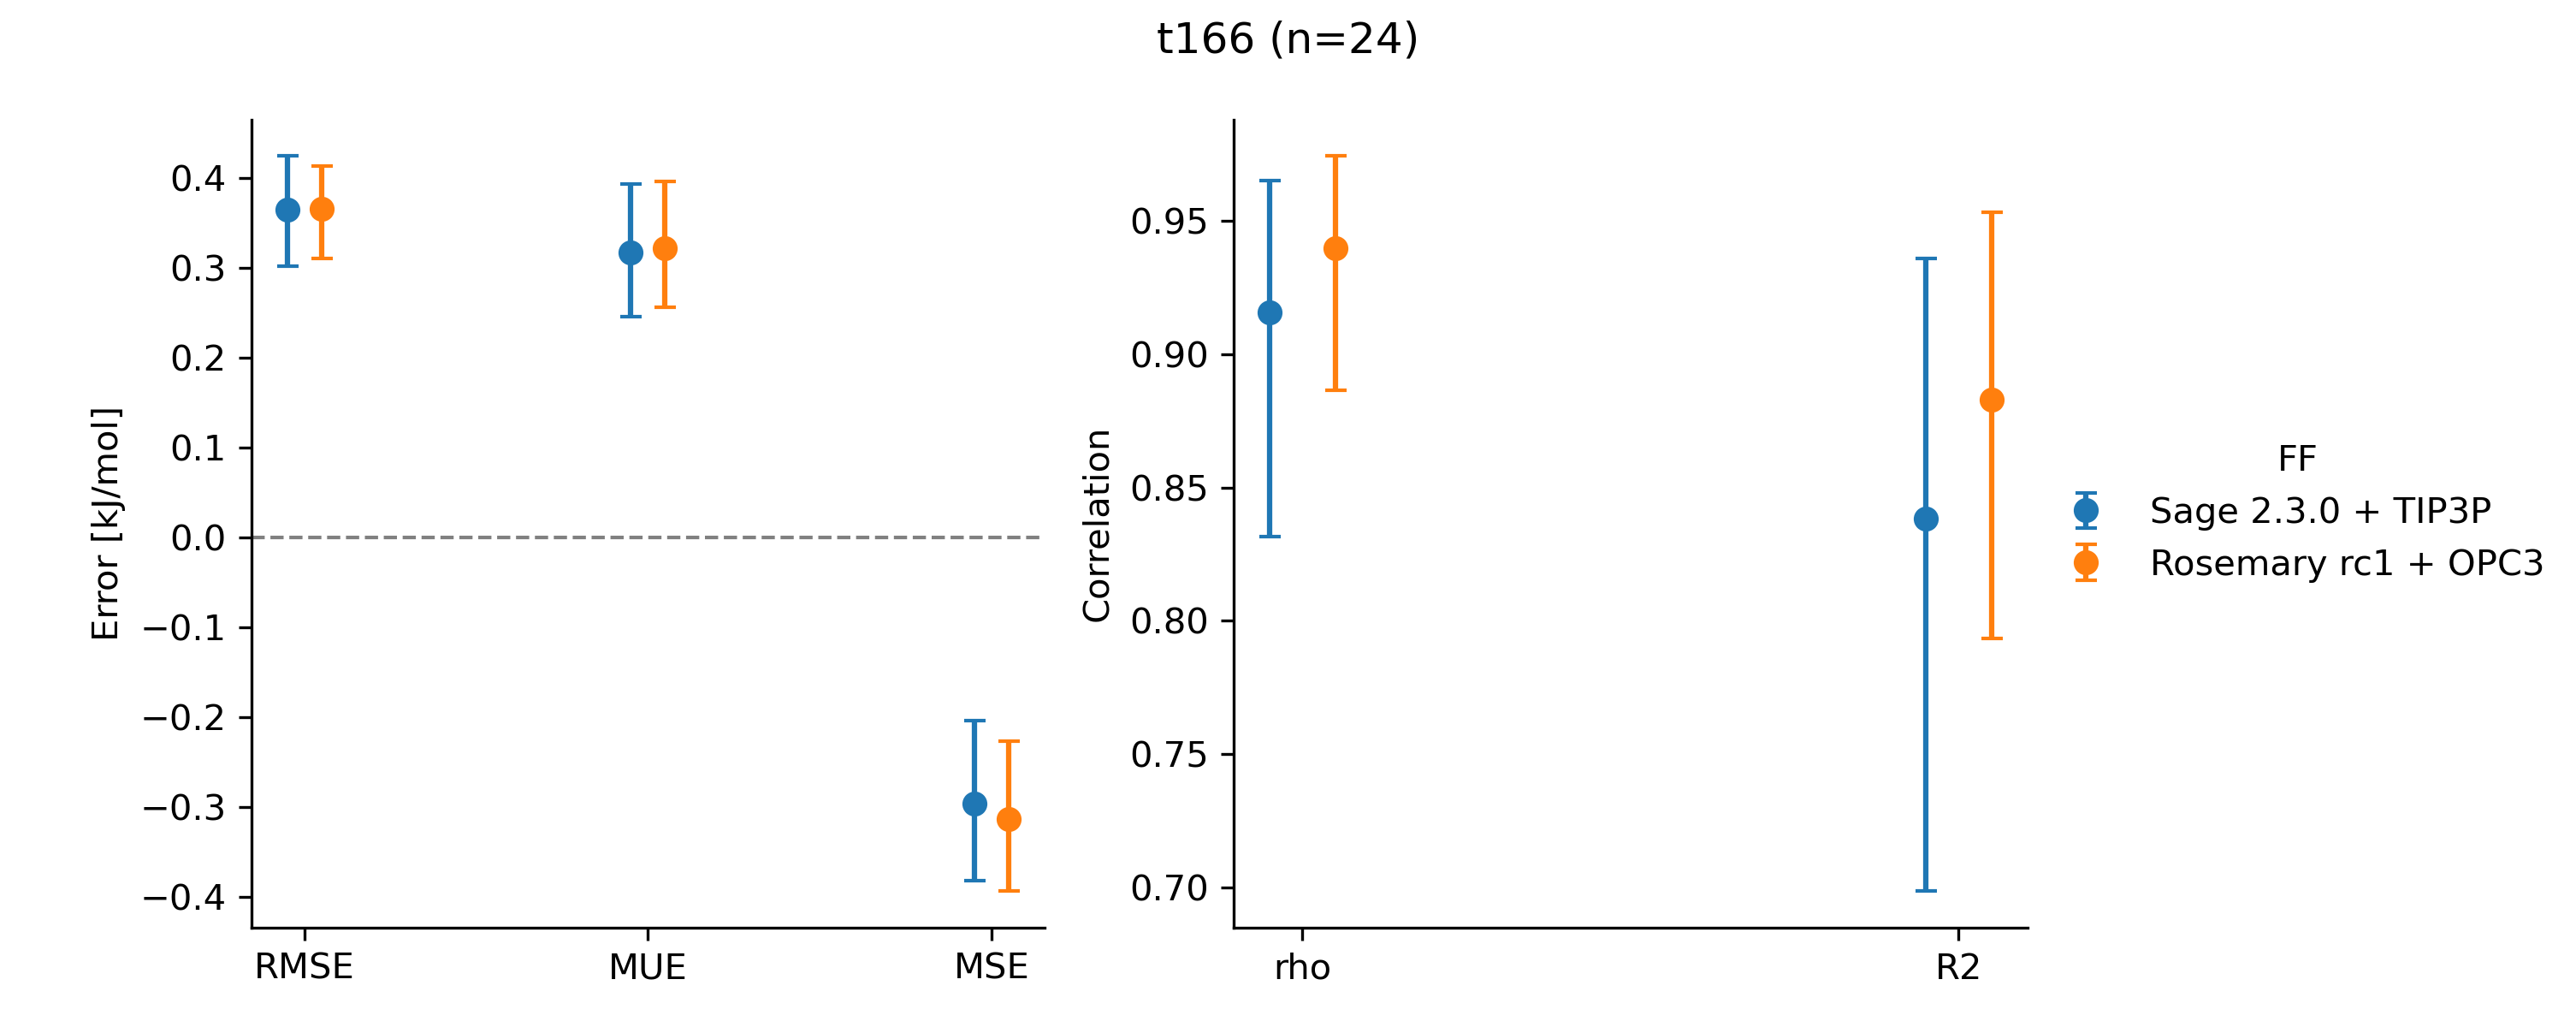 t166 (n=24)
Error [kJ/mol]
0.4
0.3
0.2
0.1
0.0
−0.1
−0.2
−0.3
−0.4
RMSE
MUE
MSE
Correlation
0.95
0.90
0.85
0.80
0.75
0.70
rho
R2
FF
Sage 2.3.0 + TIP3P
Rosemary rc1 + OPC3